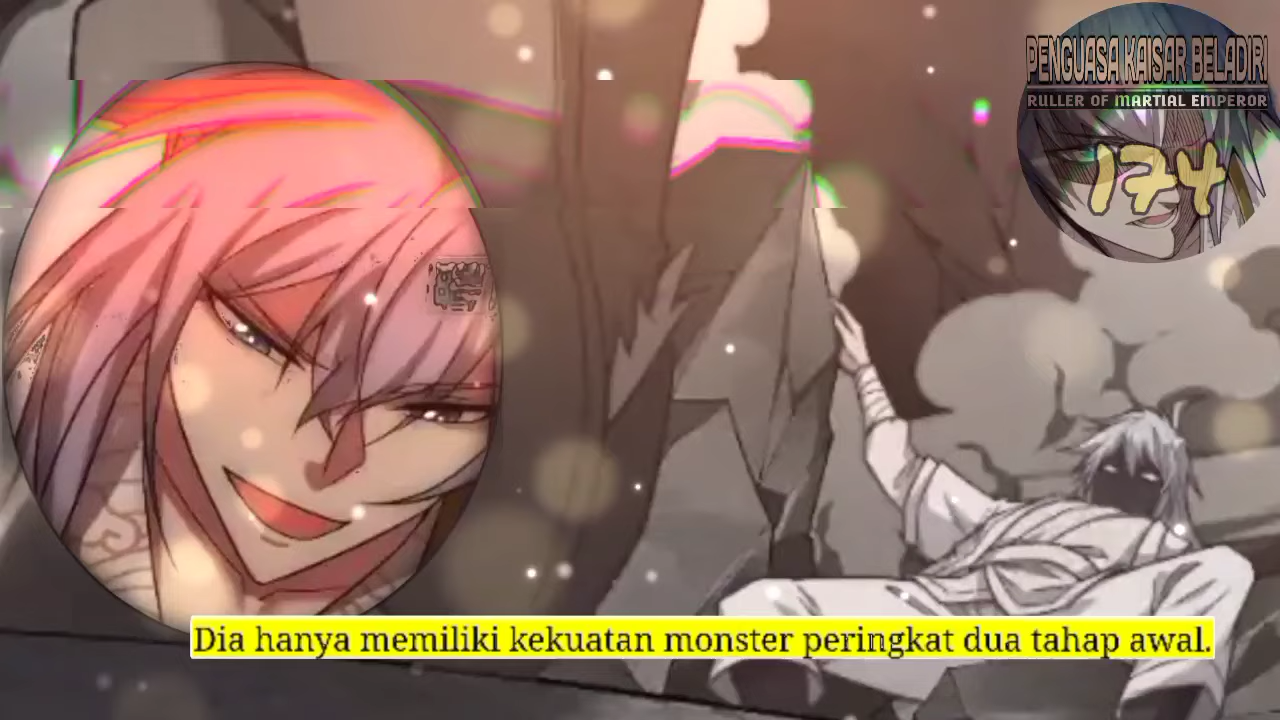 PENGUASA KAISAR BELADIRI
RULLER OF MARTIAL EMPEROR
174
Dia hanya memiliki kekuatan monster peringkat dua tahap awal.